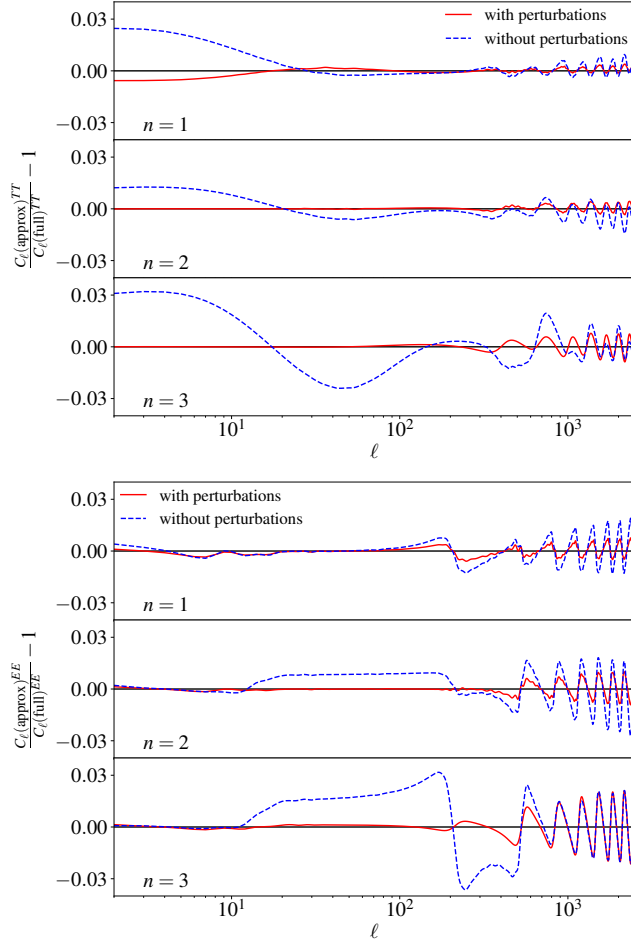 0.03
0.00
−0.03
with perturbations
without perturbations
n = 1
0.03
0.00
−0.03
n = 2
C_ℓ(approx)^{TT} / C_ℓ(full)^{TT} − 1
0.03
0.00
−0.03
n = 3
10^1 10^2 10^3
ℓ
0.03
0.00
−0.03
with perturbations
without perturbations
n = 1
0.03
0.00
−0.03
n = 2
C_ℓ(approx)^{EE} / C_ℓ(full)^{EE} − 1
0.03
0.00
−0.03
n = 3
10^1 10^2 10^3
ℓ